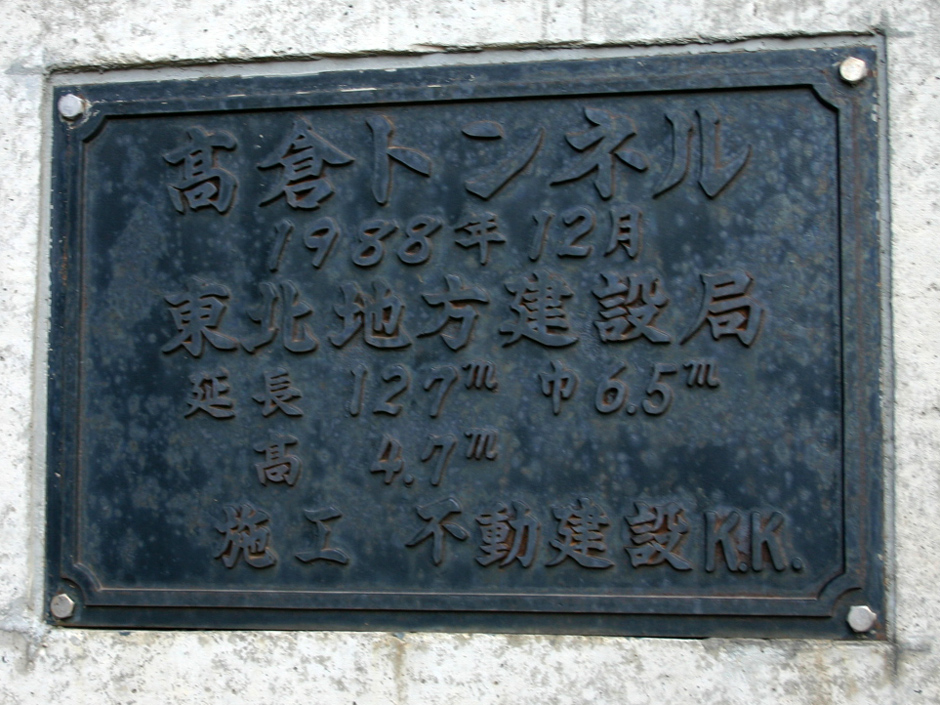 髙倉トンネル
1988年12月
東北地方建設局
延長 127m 巾6.5m
髙 4.7m
施工 不動建設K.K.